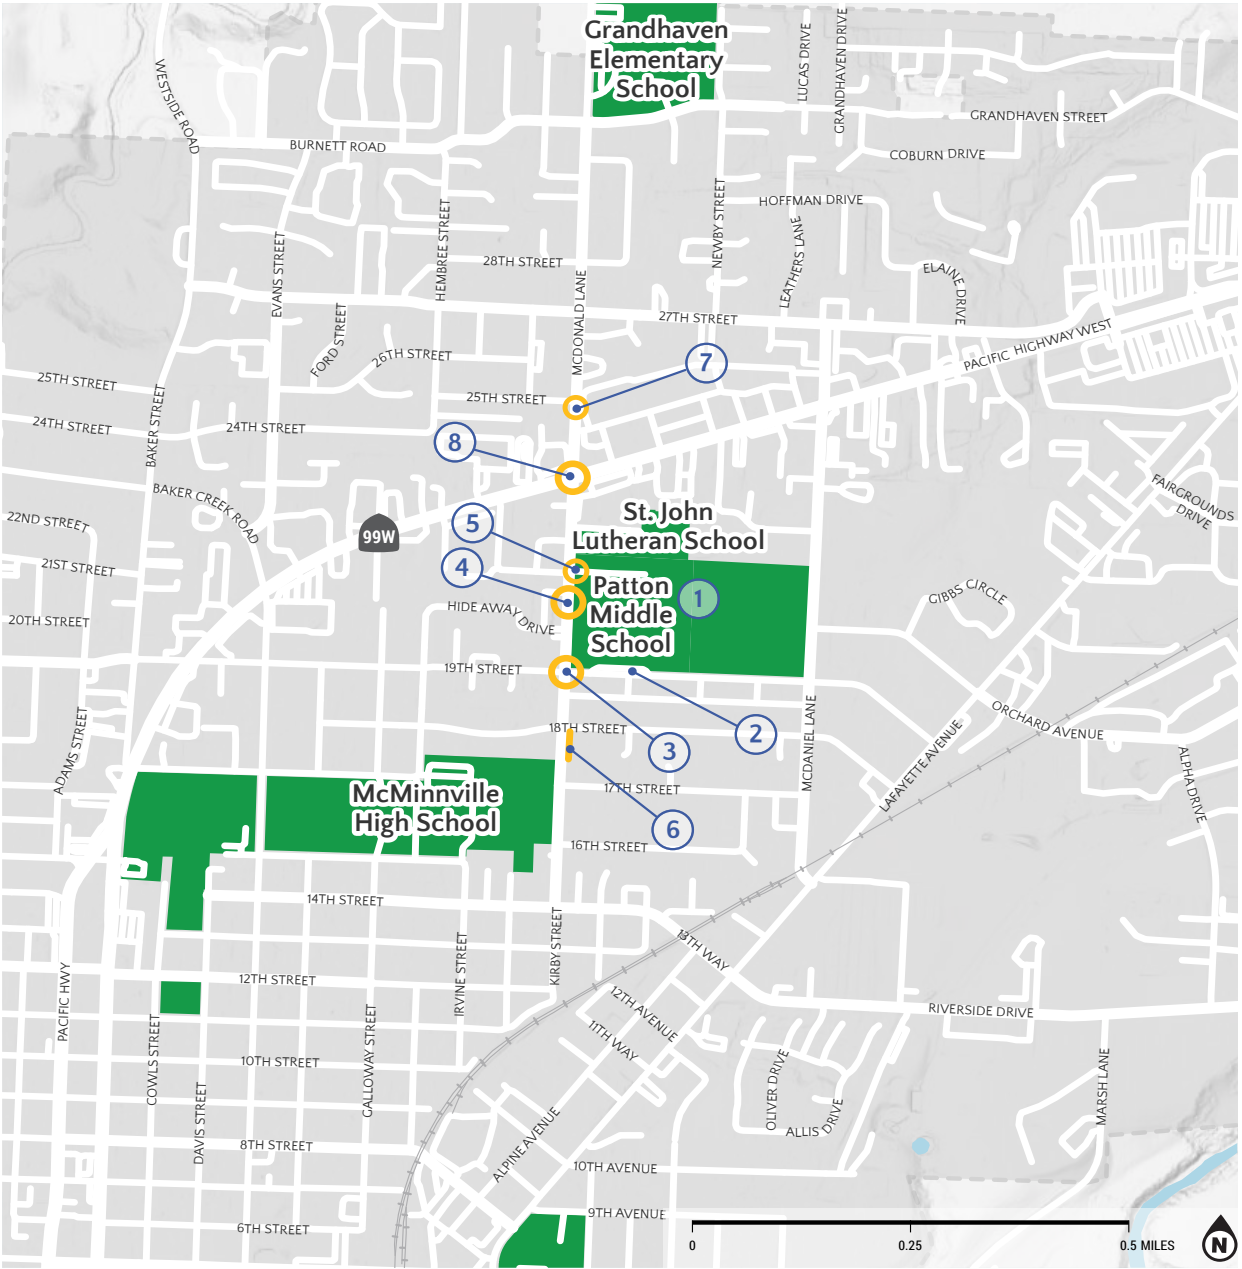 Grandhaven
Elementary
School
WESTSIDE ROAD
LUCAS DRIVE
GRANDHAVEN DRIVE
GRANDHAVEN STREET
BURNETT ROAD
COBURN DRIVE
HOFFMAN DRIVE
NEWBY STREET
HEMBREE STREET
LEATHERS LANE
EVANS STREET
28TH STREET
ELAINE DRIVE
MCDONALD LANE
27TH STREET
FORD STREET
26TH STREET
PACIFIC HIGHWAY WEST
7
25TH STREET
25TH STREET
BAKER STREET
24TH STREET
24TH STREET
8
BAKER CREEK ROAD
FAIRGROUNDS
DRIVE
22ND STREET
99W
5
St. John
Lutheran School
21ST STREET
4
Patton
Middle
School
1
GIBBS CIRCLE
HIDE AWAY DRIVE
20TH STREET
19TH STREET
ORCHARD AVENUE
ADAMS STREET
18TH STREET
3
2
MCDANIEL LANE
LAFAYETTE AVENUE
ALPHA DRIVE
McMinnville
High School
17TH STREET
6
16TH STREET
14TH STREET
KIRBY STREET
IRVINE STREET
13TH WAY
12TH STREET
PACIFIC HWY
12TH AVENUE
RIVERSIDE DRIVE
11TH WAY
COWLS STREET
GALLOWAY STREET
10TH STREET
OLIVER DRIVE
MARSH LANE
DAVIS STREET
ALLIS DRIVE
8TH STREET
ALPINE AVENUE
10TH AVENUE
9TH AVENUE
6TH STREET
0
0.25
0.5 MILES
N